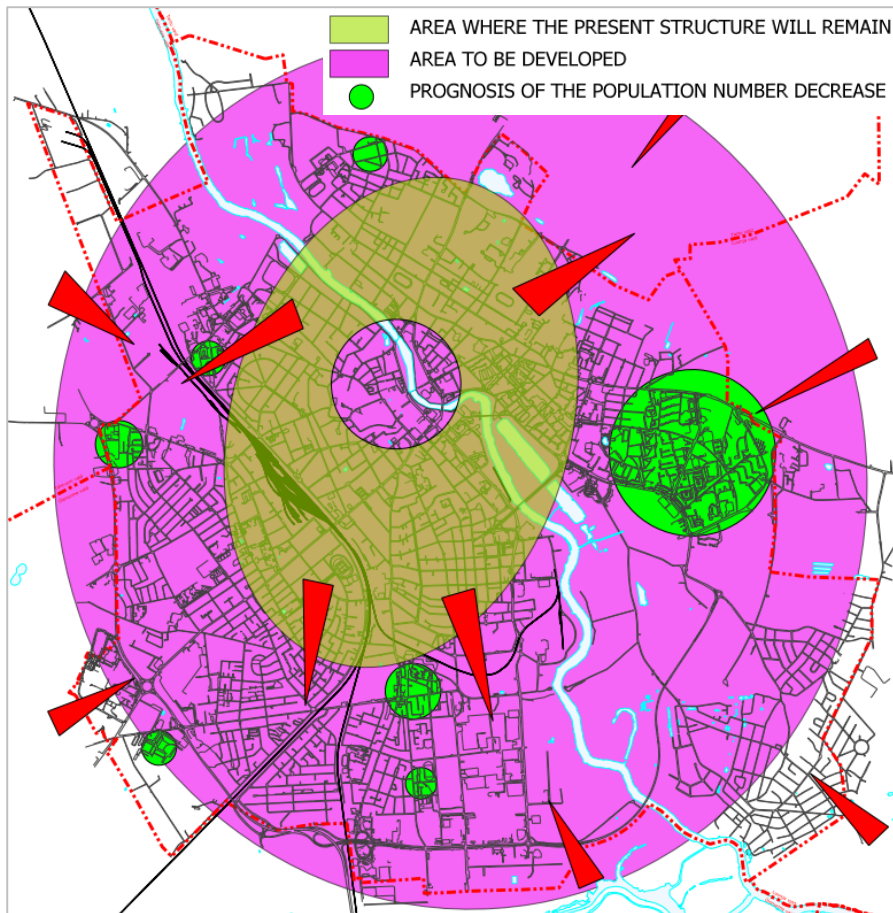 AREA WHERE THE PRESENT STRUCTURE WILL REMAIN
AREA TO BE DEVELOPED
PROGNOSIS OF THE POPULATION NUMBER DECREASE